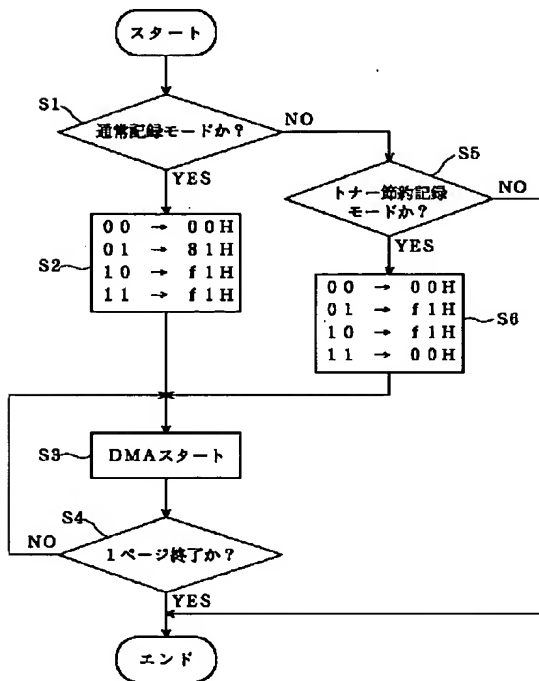 スタート
S1
通常記録モードか？
NO
YES
S5
トナー節約記録
モードか？
NO
YES
S2
00 → 00H
01 → 81H
10 → f1H
11 → f1H
00 → 00H
01 → f1H
10 → f1H
11 → 00H
S6
S3
DMAスタート
S4
1ページ終了か？
NO
YES
エンド